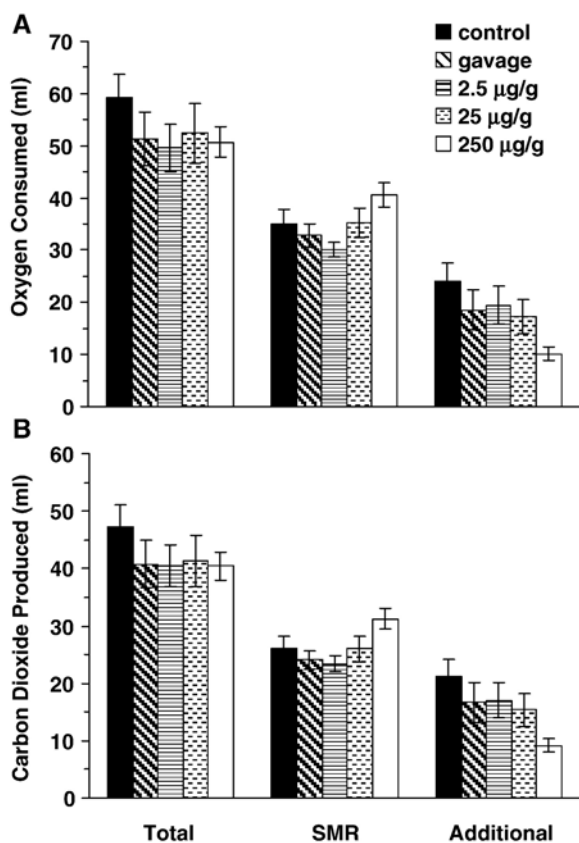 A
control
gavage
2.5 μg/g
25 μg/g
250 μg/g
Oxygen Consumed (ml)
70
60
50
40
30
20
10
0
B
Carbon Dioxide Produced (ml)
60
50
40
30
20
10
0
Total SMR Additional